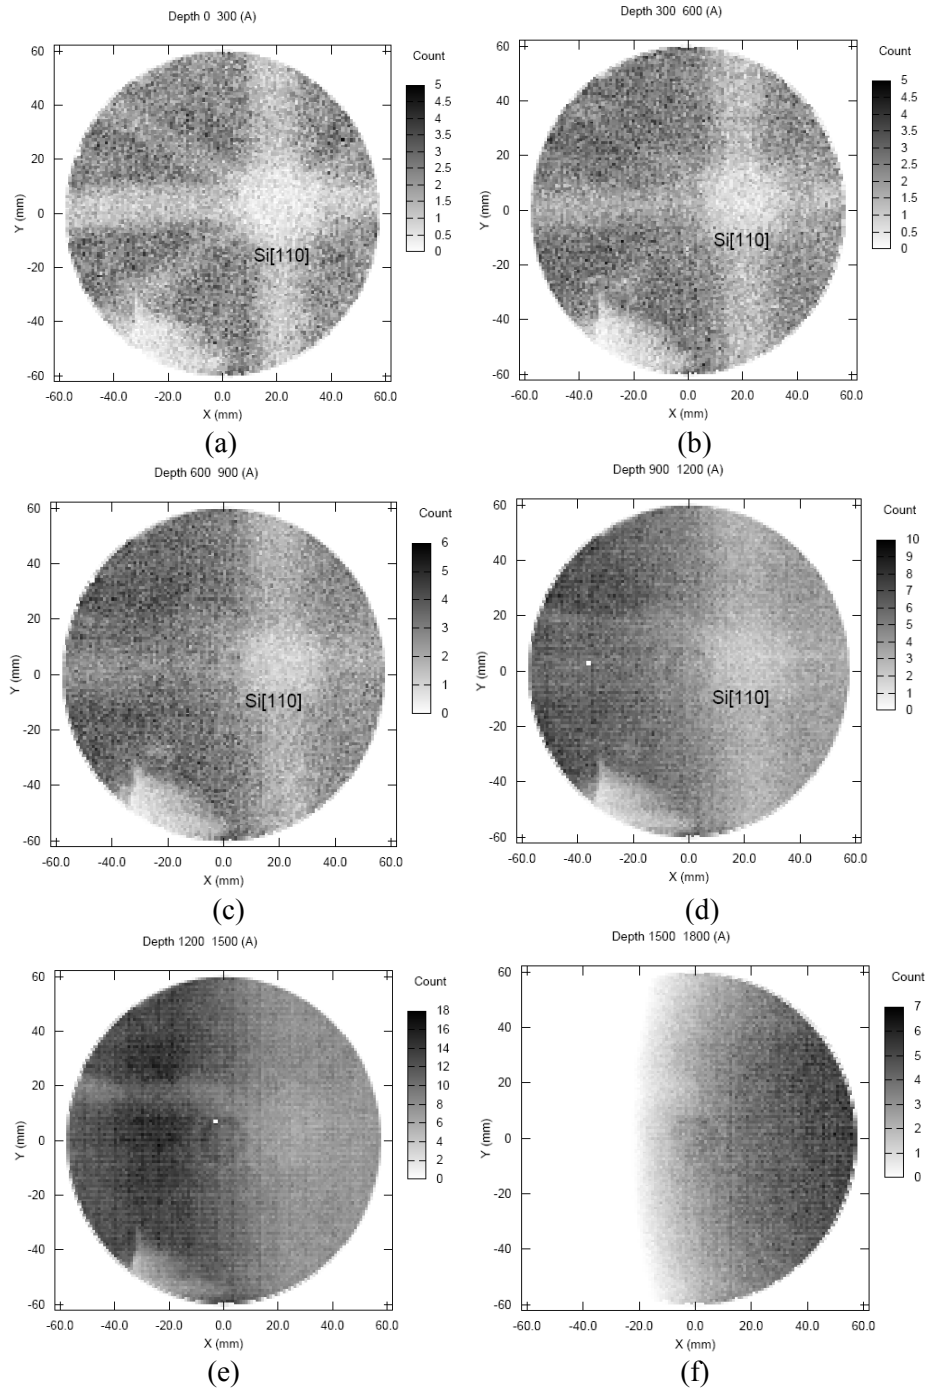 Depth 0 300 (A)
Count
60
40
20
0
-20
-40
-60
Y (mm)
5
4.5
4
3.5
3
2.5
2
1.5
1
0.5
0
Si[110]
-60.0 -40.0 -20.0 0.0 20.0 40.0 60.0
X (mm)
(a)
Depth 300 600 (A)
Count
60
40
20
0
-20
-40
-60
Y (mm)
5
4.5
4
3.5
3
2.5
2
1.5
1
0.5
0
Si[110]
-60.0 -40.0 -20.0 0.0 20.0 40.0 60.0
X (mm)
(b)
Depth 600 900 (A)
Count
60
40
20
0
-20
-40
-60
Y (mm)
6
5
4
3
2
1
0
Si[110]
-60.0 -40.0 -20.0 0.0 20.0 40.0 60.0
X (mm)
(c)
Depth 900 1200 (A)
Count
60
40
20
0
-20
-40
-60
Y (mm)
10
9
8
7
6
5
4
3
2
1
0
Si[110]
-60.0 -40.0 -20.0 0.0 20.0 40.0 60.0
X (mm)
(d)
Depth 1200 1500 (A)
Count
60
40
20
0
-20
-40
-60
Y (mm)
18
16
14
12
10
8
6
4
2
0
-60.0 -40.0 -20.0 0.0 20.0 40.0 60.0
X (mm)
(e)
Depth 1500 1800 (A)
Count
60
40
20
0
-20
-40
-60
Y (mm)
7
6
5
4
3
2
1
0
-60.0 -40.0 -20.0 0.0 20.0 40.0 60.0
X (mm)
(f)